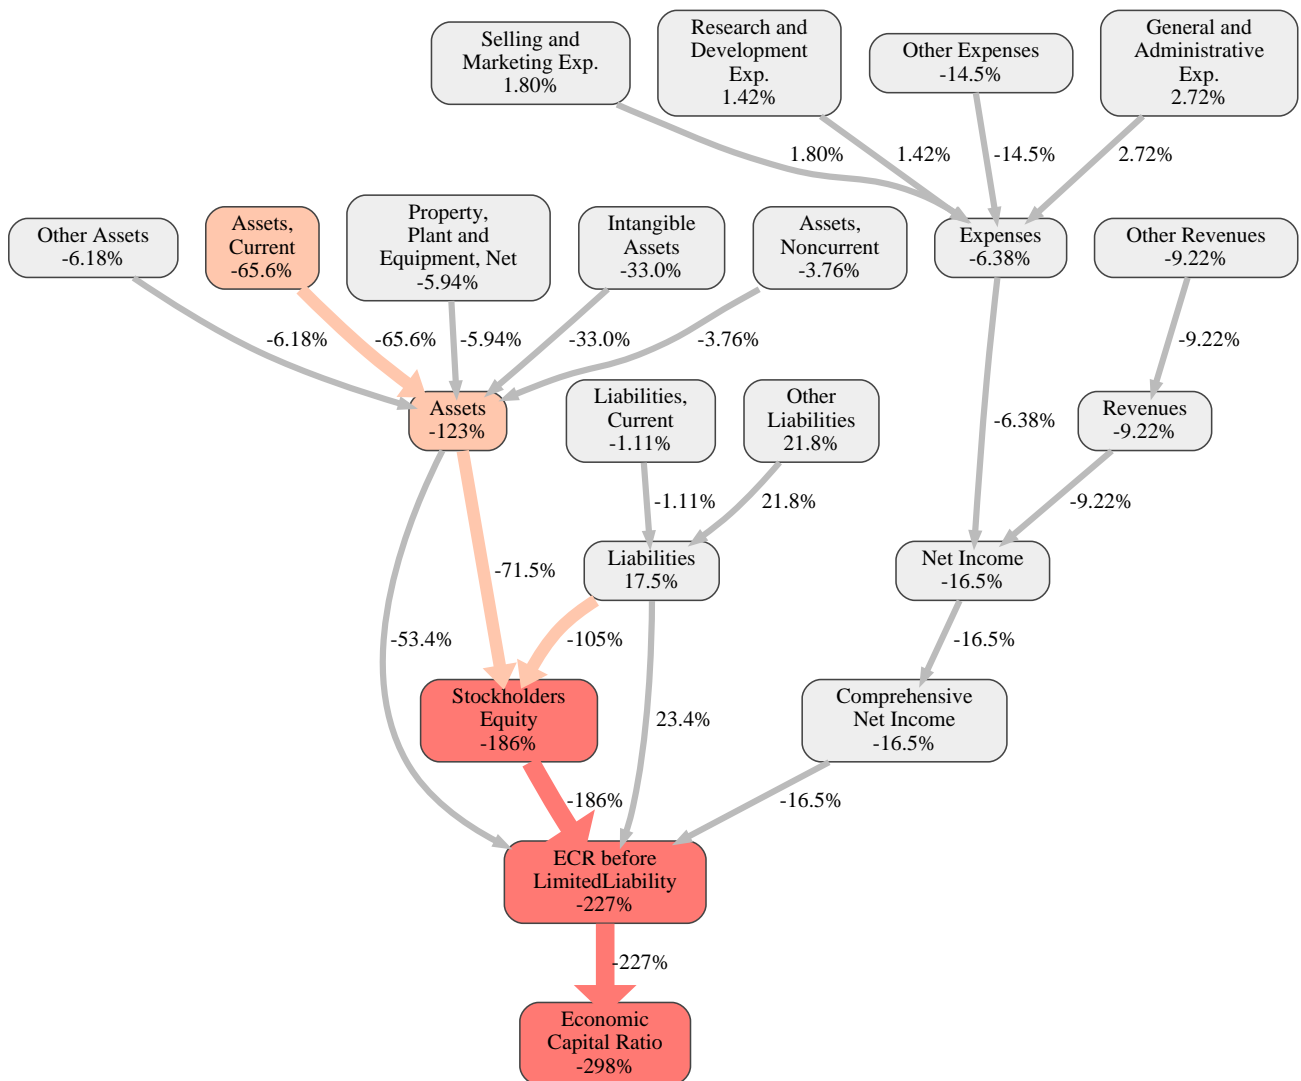 Selling and
Marketing Exp.
1.80%
Research and
Development
Exp.
1.42%
Other Expenses
-14.5%
General and
Administrative
Exp.
2.72%
1.80%
1.42%
-14.5%
2.72%
Other Assets
-6.18%
Assets,
Current
-65.6%
Property,
Plant and
Equipment, Net
-5.94%
Intangible
Assets
-33.0%
Assets,
Noncurrent
-3.76%
Expenses
-6.38%
Other Revenues
-9.22%
-6.18%
-65.6%
-5.94%
-33.0%
-3.76%
-9.22%
Assets
-123%
Liabilities,
Current
-1.11%
Other
Liabilities
21.8%
-6.38%
Revenues
-9.22%
-1.11%
21.8%
-9.22%
-71.5%
Liabilities
17.5%
Net Income
-16.5%
-53.4%
-105%
-16.5%
Stockholders
Equity
-186%
23.4%
Comprehensive
Net Income
-16.5%
-186%
-16.5%
ECR before
LimitedLiability
-227%
-227%
Economic
Capital Ratio
-298%